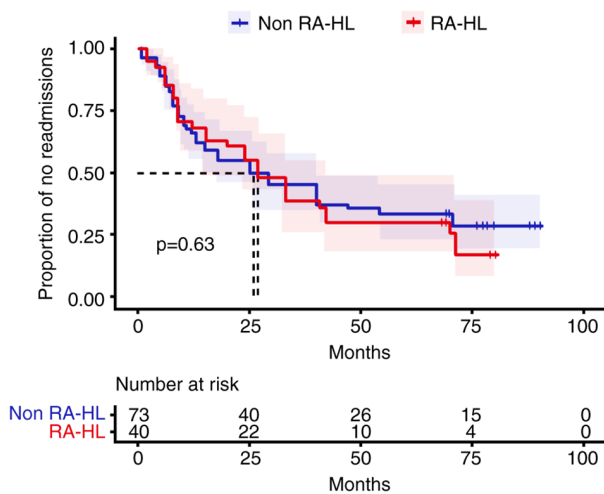 Non RA-HL RA-HL
Proportion of no readmissions
1.00
0.75
0.50
0.25
0.00
p=0.63
0 25 50 75 100
Months
Number at risk
Non RA-HL 73 40 26 15 0
RA-HL 40 22 10 4 0
0 25 50 75 100
Months